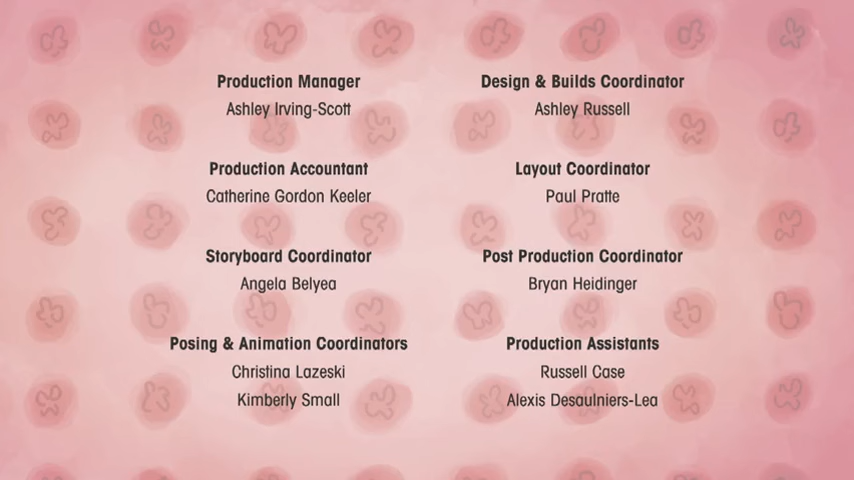 Production Manager
Ashley Irving-Scott
Production Accountant
Catherine Gordon Keeler
Storyboard Coordinator
Angela Belyea
Posing & Animation Coordinators
Christina Lazeski
Kimberly Small
Design & Builds Coordinator
Ashley Russell
Layout Coordinator
Paul Pratte
Post Production Coordinator
Bryan Heidinger
Production Assistants
Russell Case
Alexis Desaulniers-Lea